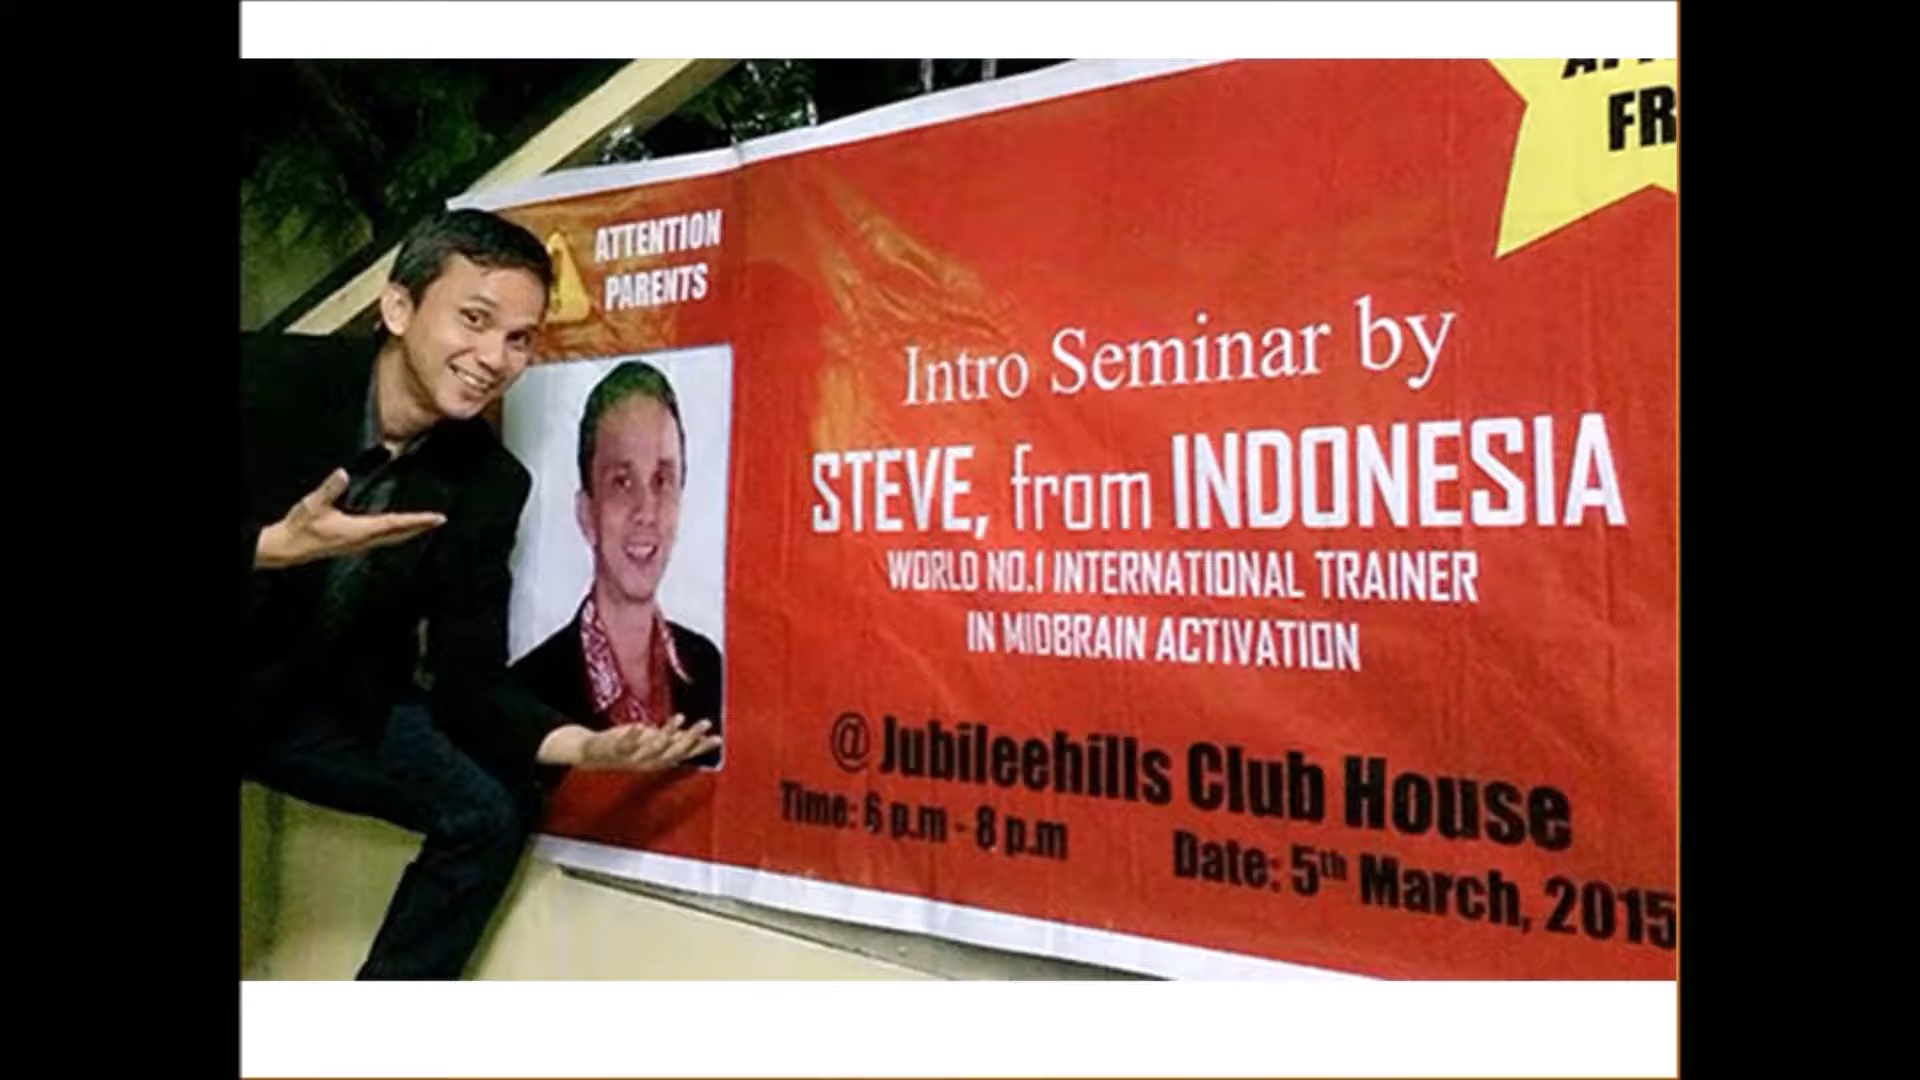 FR
ATTENTION
PARENTS
Intro Seminar by
STEVE, from INDONESIA
WORLD NO.1 INTERNATIONAL TRAINER
IN MIDBRAIN ACTIVATION
@ Jubileehills Club House
Time: 6 p.m - 8 p.m Date: 5th March, 2015